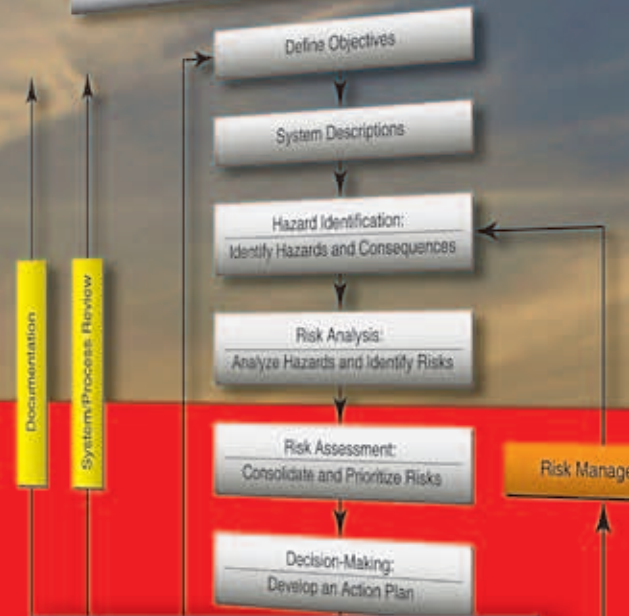 Define Objectives
System Descriptions
Hazard Identification:
Identify Hazards and Consequences
Risk Analysis:
Analyze Hazards and Identify Risks
Documentation
System/Process Review
Risk Assessment:
Consolidate and Prioritize Risks
Risk Manage
Decision-Making:
Develop an Action Plan